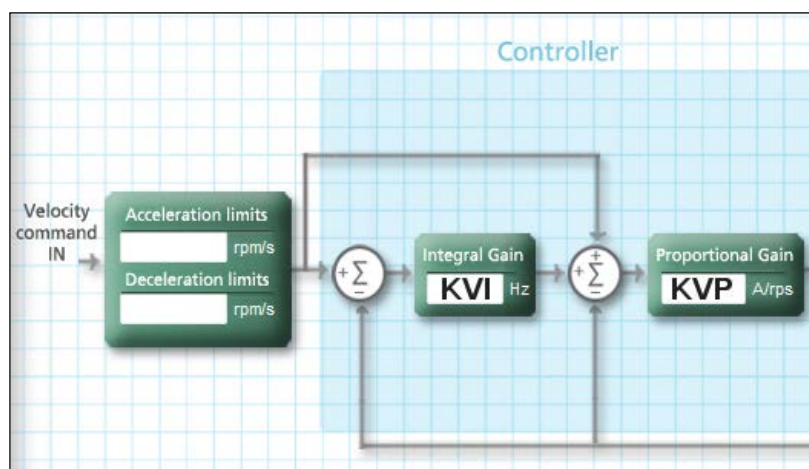 Controller
Velocity
command
IN
Acceleration limits
rpm/s
Deceleration limits
rpm/s
+ Σ
−
Integral Gain
KVI Hz
+
+ Σ
−
Proportional Gain
KVP A/rps